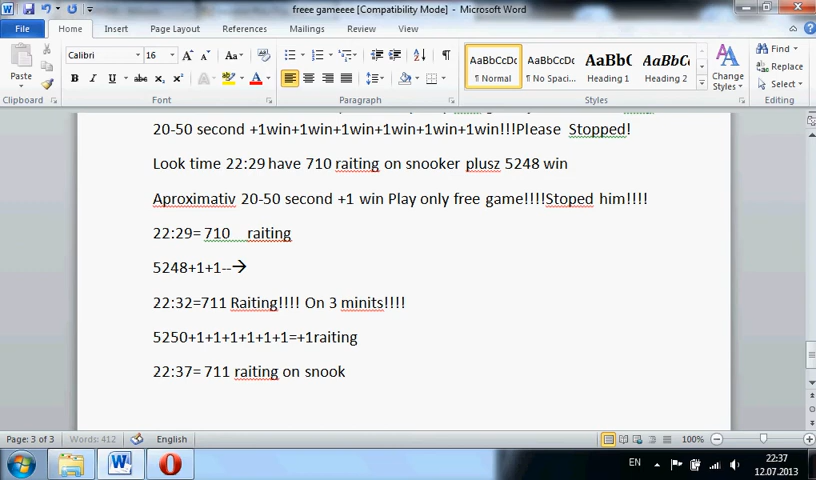 freee gameeee [Compatibility Mode] - Microsoft Word
File Home Insert Page Layout References Mailings Review View
Paste Calibri 16 Aa Find
B I U abc x₂ x² A A AaBbCcDc AaBbCcDc AaBbC AaBbCc Change Styles Replace
¶ Normal ¶ No Spaci... Heading 1 Heading 2 Select
Clipboard Font Paragraph Styles Editing
20-50 second +1win+1win+1win+1win+1win+1win!!!Please Stopped!
Look time 22:29 have 710 raiting on snooker plusz 5248 win
Aproximativ 20-50 second +1 win Play only free game!!!!Stoped him!!!!
22:29= 710 raiting
5248+1+1--→
22:32=711 Raiting!!!! On 3 minits!!!!
5250+1+1+1+1+1+1=+1raiting
22:37= 711 raiting on snook
Page: 3 of 3 Words: 412 English 100%
EN 22:37
12.07.2013